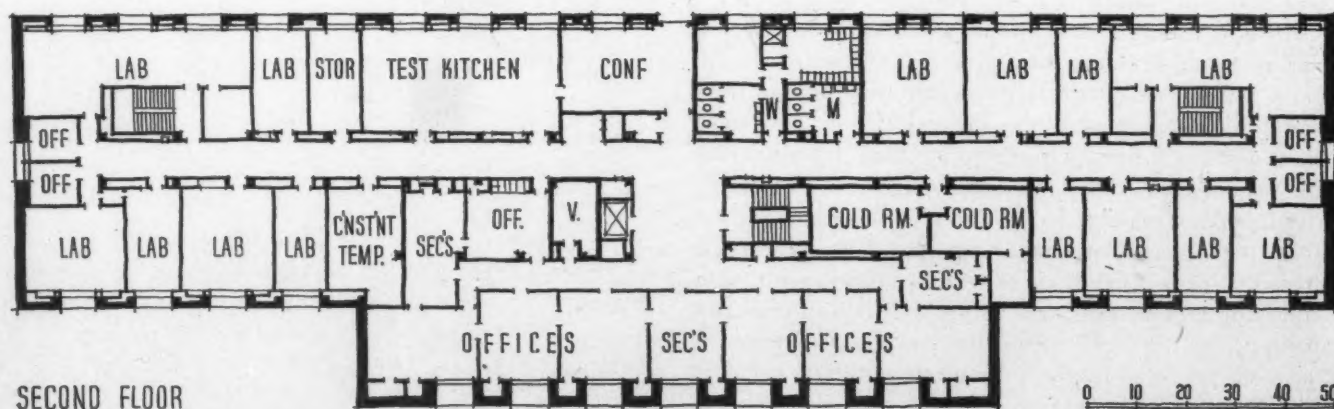 LAB LAB STOR TEST KITCHEN CONF W M LAB LAB LAB LAB
OFF OFF
OFF OFF
LAB LAB LAB LAB C'NST'NT TEMP. SEC'S OFF. V. COLD RM. COLD RM LAB LAB LAB LAB
SEC'S
OFFICES SEC'S OFFICES
SECOND FLOOR
0 10 20 30 40 50